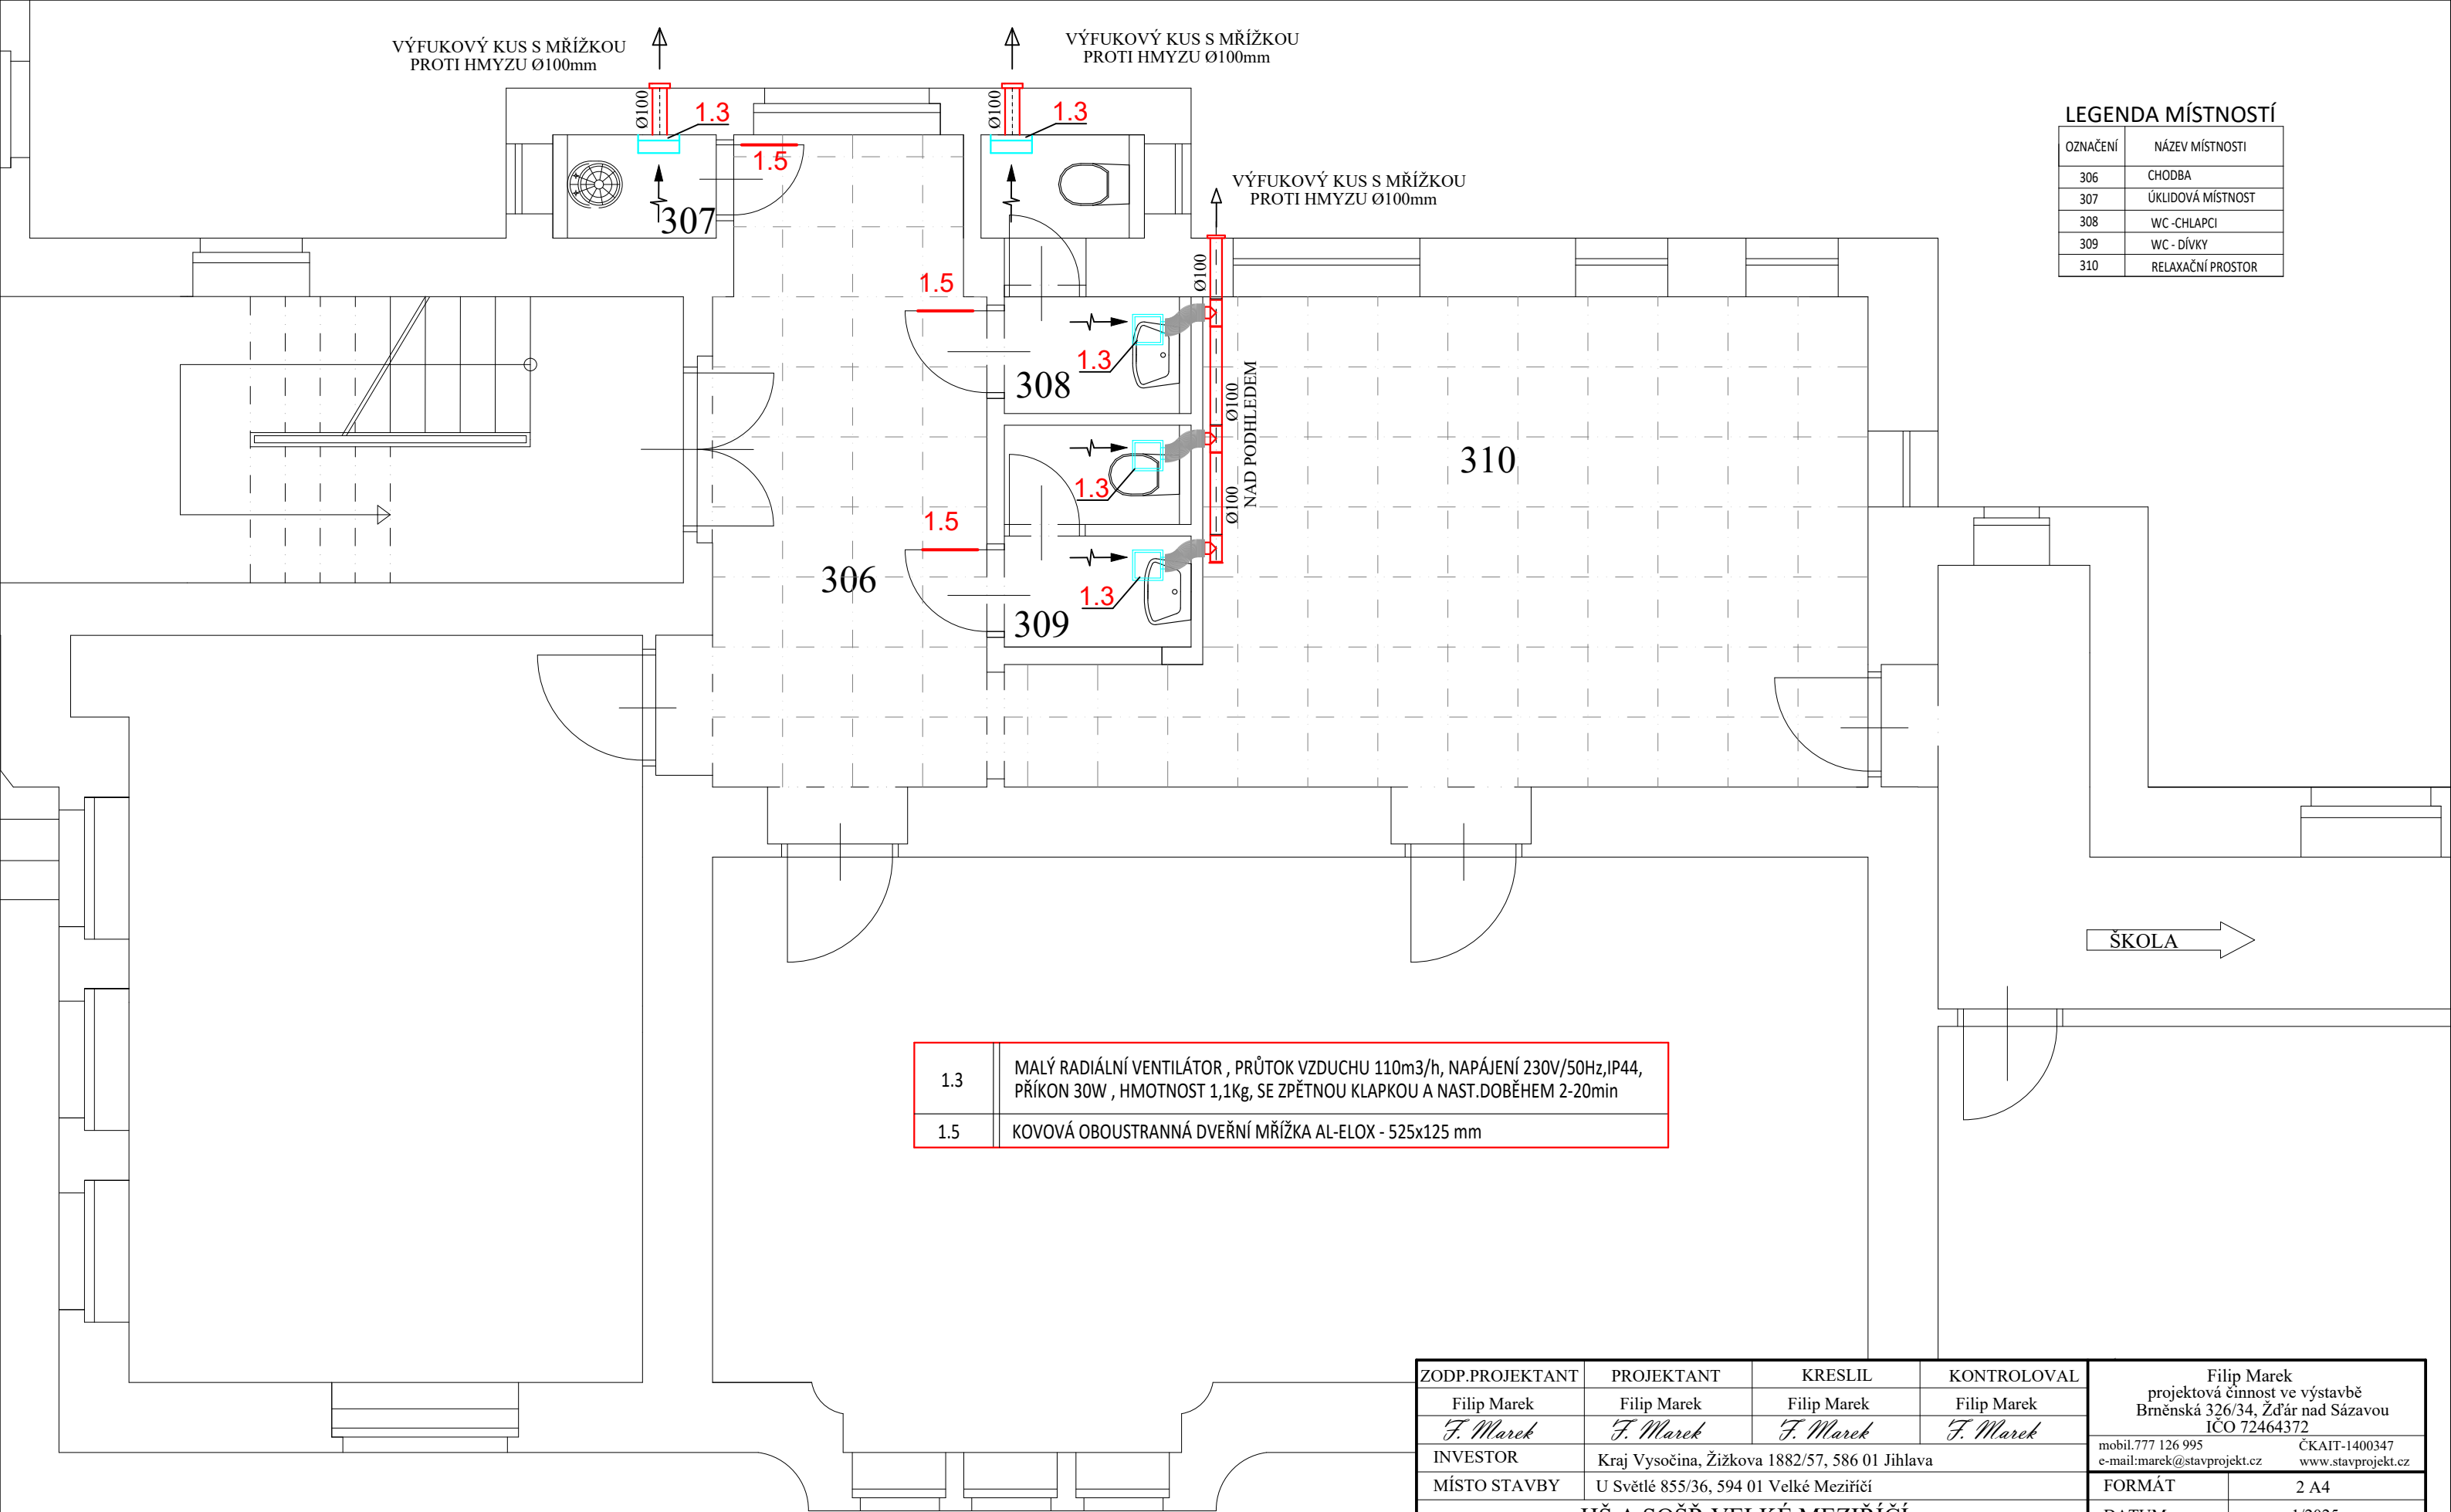 VÝFUKOVÝ KUS S MŘÍŽKOU
PROTI HMYZU Ø100mm
VÝFUKOVÝ KUS S MŘÍŽKOU
PROTI HMYZU Ø100mm
VÝFUKOVÝ KUS S MŘÍŽKOU
PROTI HMYZU Ø100mm
Ø100
1.3
Ø100
1.3
1.5
307
Ø100
1.5
1.3
308
Ø100
NAD PODHLEDEM
Ø100
1.3
310
1.5
306
1.3
309
LEGENDA MÍSTNOSTÍ
OZNAČENÍ NÁZEV MÍSTNOSTI
306 CHODBA
307 ÚKLIDOVÁ MÍSTNOST
308 WC -CHLAPCI
309 WC - DÍVKY
310 RELAXAČNÍ PROSTOR
ŠKOLA
1.3 MALÝ RADIÁLNÍ VENTILÁTOR , PRŮTOK VZDUCHU 110m3/h, NAPÁJENÍ 230V/50Hz,IP44,
PŘÍKON 30W , HMOTNOST 1,1Kg, SE ZPĚTNOU KLAPKOU A NAST.DOBĚHEM 2-20min
1.5 KOVOVÁ OBOUSTRANNÁ DVEŘNÍ MŘÍŽKA AL-ELOX - 525x125 mm
ZODP.PROJEKTANT PROJEKTANT KRESLIL KONTROLOVAL
Filip Marek Filip Marek Filip Marek Filip Marek
F. Marek F. Marek F. Marek F. Marek
INVESTOR Kraj Vysočina, Žižkova 1882/57, 586 01 Jihlava
MÍSTO STAVBY U Světlé 855/36, 594 01 Velké Meziříčí
HŠ A SOŠŘ VELKÉ MEZIŘÍČÍ
Filip Marek
projektová činnost ve výstavbě
Brněnská 326/34, Žďár nad Sázavou
IČO 72464372
mobil.777 126 995 ČKAIT-1400347
e-mail:marek@stavprojekt.cz www.stavprojekt.cz
FORMÁT 2 A4
DATUM 1/2025